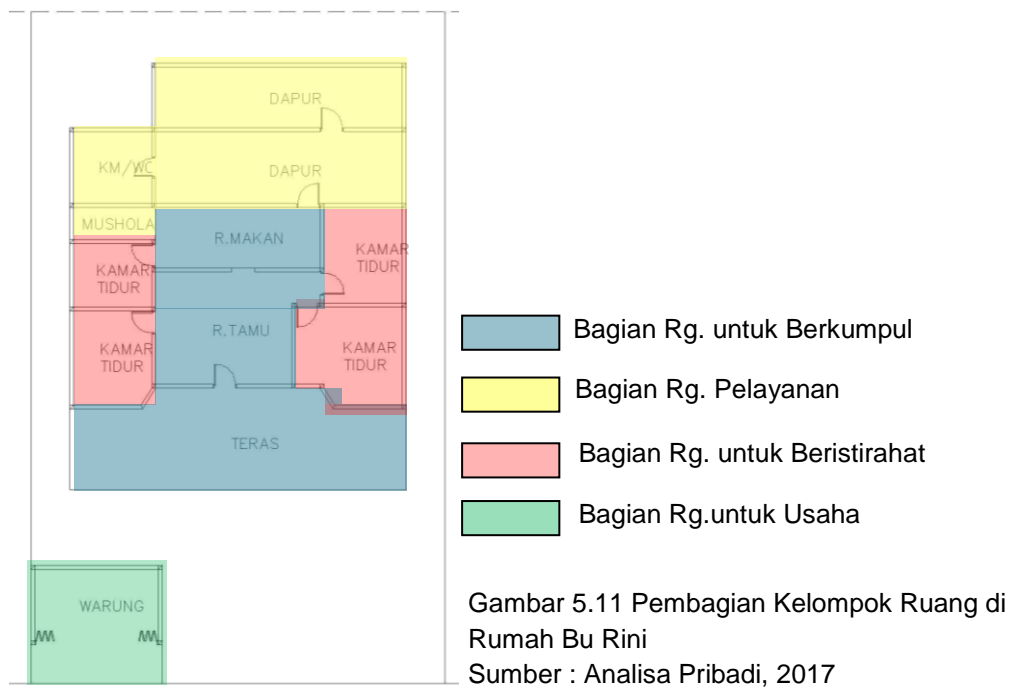 DAPUR
KM/WC
DAPUR
MUSHOLA
R.MAKAN
KAMAR
TIDUR
KAMAR
TIDUR
R.TAMU
KAMAR
TIDUR
KAMAR
TIDUR
TERAS
WARUNG
Bagian Rg. untuk Berkumpul
Bagian Rg. Pelayanan
Bagian Rg. untuk Beristirahat
Bagian Rg.untuk Usaha
Gambar 5.11 Pembagian Kelompok Ruang di
Rumah Bu Rini
Sumber : Analisa Pribadi, 2017